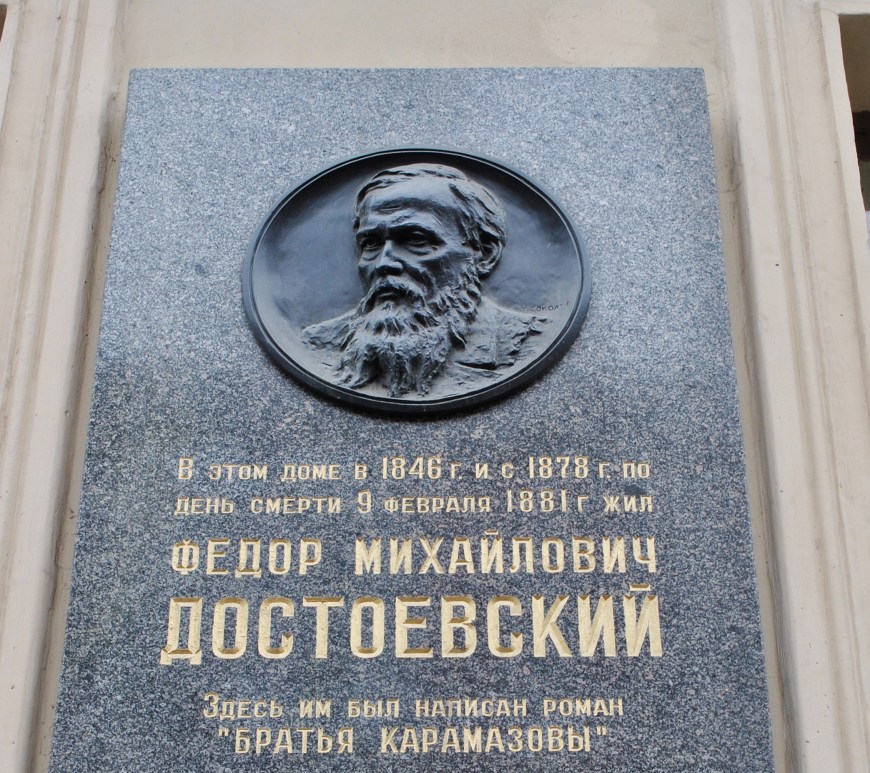 В этом доме в 1846 г. и с 1878 г. по
день смерти 9 февраля 1881 г жил
ФЕДОР МИХАЙЛОВИЧ
ДОСТОЕВСКИЙ
Здесь им был написан роман
"БРАТЬЯ КАРАМАЗОВЫ"